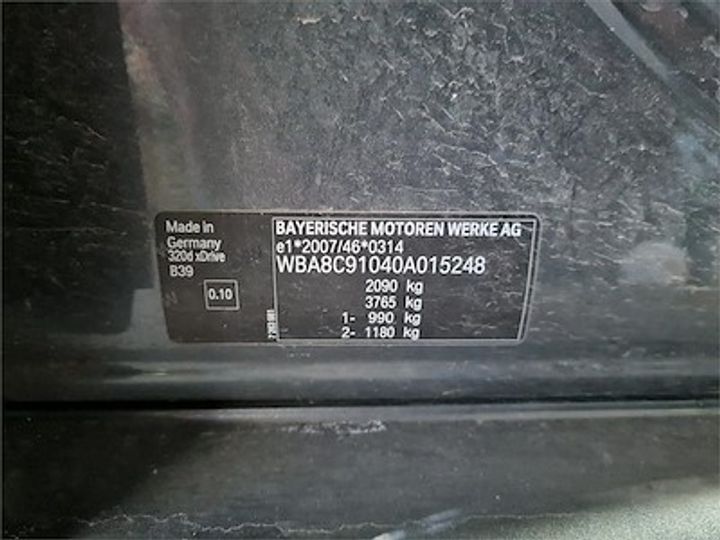 Made in
Germany
320d xDrive
B39
0.10
BAYERISCHE MOTOREN WERKE AG
e1*2007/46*0314
WBA8C91040A015248
2090 kg
3765 kg
1- 990 kg
2- 1180 kg